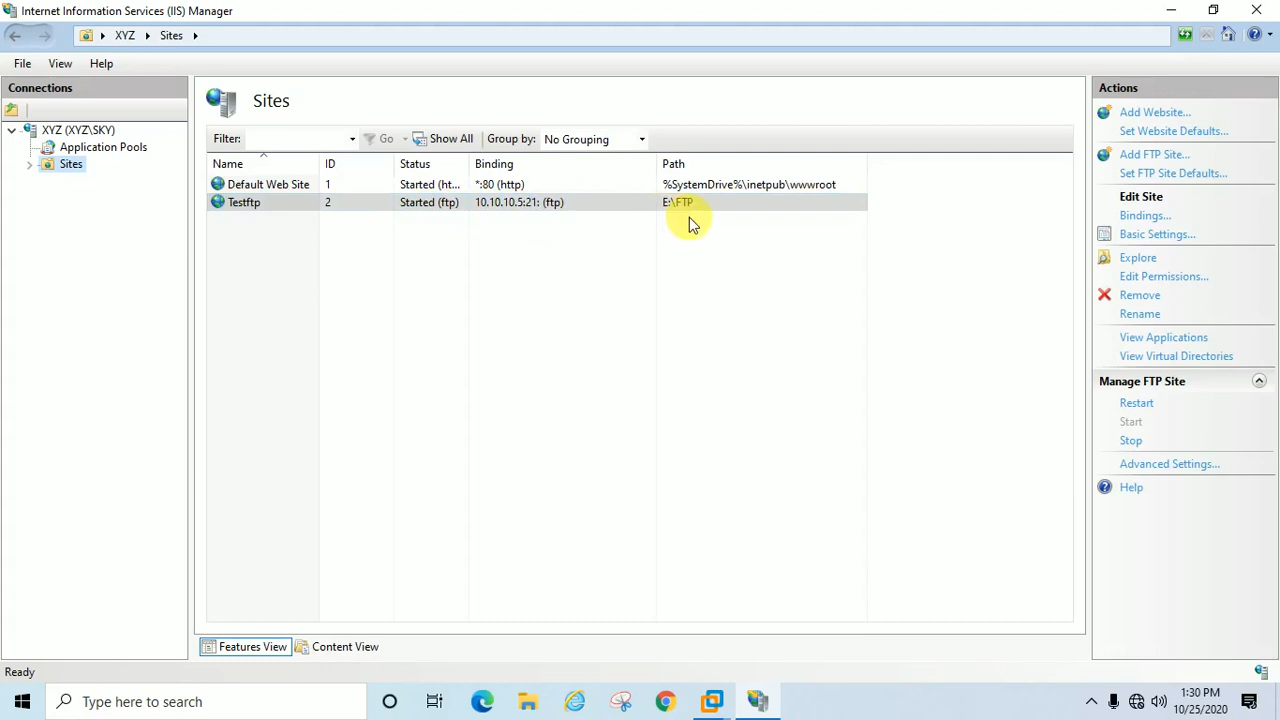 Internet Information Services (IIS) Manager
XYZ Sites
File View Help
Connections
XYZ (XYZ\SKY)
Application Pools
Sites
Sites
Filter: Go Show All Group by: No Grouping
Name ID Status Binding Path
Default Web Site 1 Started (ht... *:80 (http) %SystemDrive%\inetpub\wwwroot
Testftp 2 Started (ftp) 10.10.10.5:21: (ftp) E:\FTP
Features View Content View
Actions
Add Website...
Set Website Defaults...
Add FTP Site...
Set FTP Site Defaults...
Edit Site
Bindings...
Basic Settings...
Explore
Edit Permissions...
Remove
Rename
View Applications
View Virtual Directories
Manage FTP Site
Restart
Start
Stop
Advanced Settings...
Help
Ready
Type here to search
1:30 PM
10/25/2020